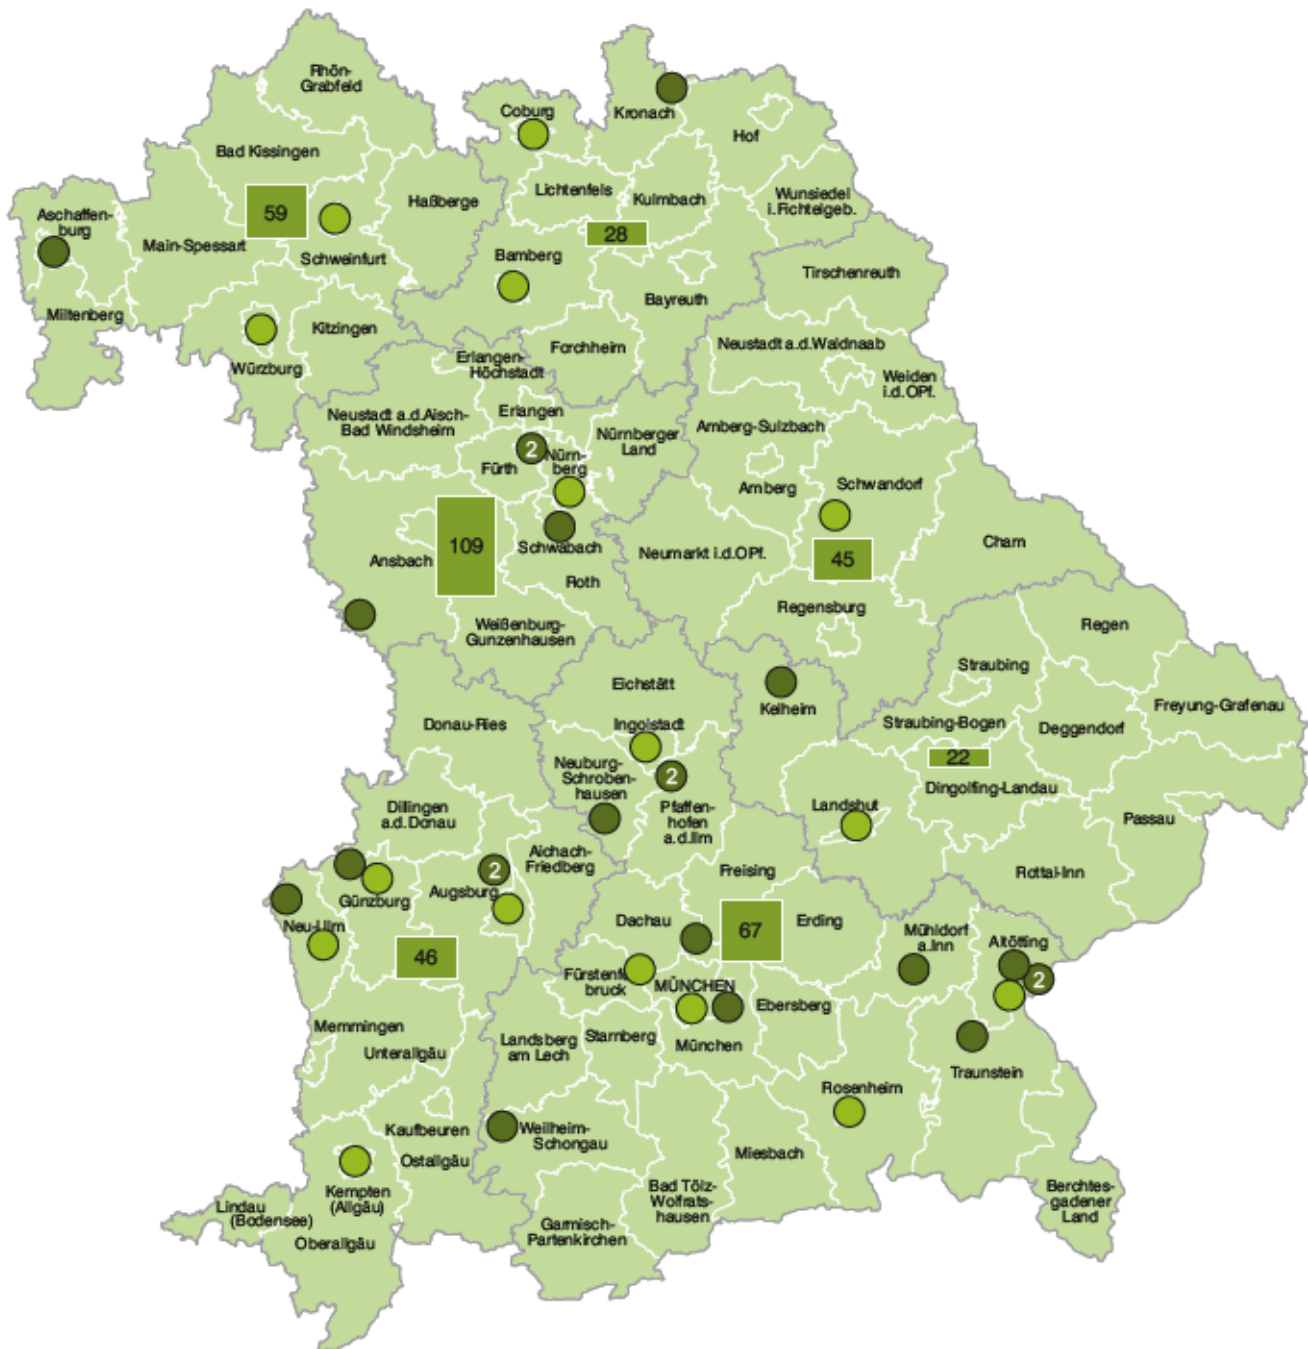 Rhön-
Grabfeld
Coburg
Kronach
Hof
Bad Kissingen
Lichtenfels
Kulmbach
Wunsiedel
i.Fichtelgeb.
Haßberge
59
Aschaffen-
burg
28
Main-Spessart
Schweinfurt
Bamberg
Tirschenreuth
Bayreuth
Miltenberg
Kitzingen
Forchheim
Neustadt a.d.Waldnaab
Würzburg
Erlangen-
Höchstadt
Weiden
i.d.OPf.
Neustadt a.d.Aisch-
Bad Windsheim
Erlangen
Nürnberger
Land
Amberg-Sulzbach
2
Fürth
Nürn-
berg
Amberg
Schwandorf
109
Schwabach
Ansbach
Neumarkt i.d.OPf.
45
Cham
Roth
Regensburg
Weißenburg-
Gunzenhausen
Regen
Straubing
Eichstätt
Kelheim
Freyung-Grafenau
Donau-Ries
Ingolstadt
Straubing-Bogen
Deggendorf
22
Neuburg-
Schroben-
hausen
2
Dingolfing-Landau
Dillingen
a.d.Donau
Pfaffen-
hofen
a.d.Ilm
Landshut
Passau
Aichach-
Friedberg
2
Freising
Rottal-Inn
Günzburg
Augsburg
Neu-Ulm
Dachau
67
Erding
Mühldorf
a.Inn
Altötting
46
2
Fürstenfe
bruck
MÜNCHEN
Ebersberg
Memmingen
Unterallgäu
Landsberg
am Lech
Starnberg
München
Traunstein
Rosenheim
Kaufbeuren
Weilheim-
Schongau
Ostallgäu
Miesbach
Kempten
(Allgäu)
Bad Tölz-
Wolfrats-
hausen
Berchtes-
gadener
Land
Lindau
(Bodensee)
Oberallgäu
Garmisch-
Partenkirchen